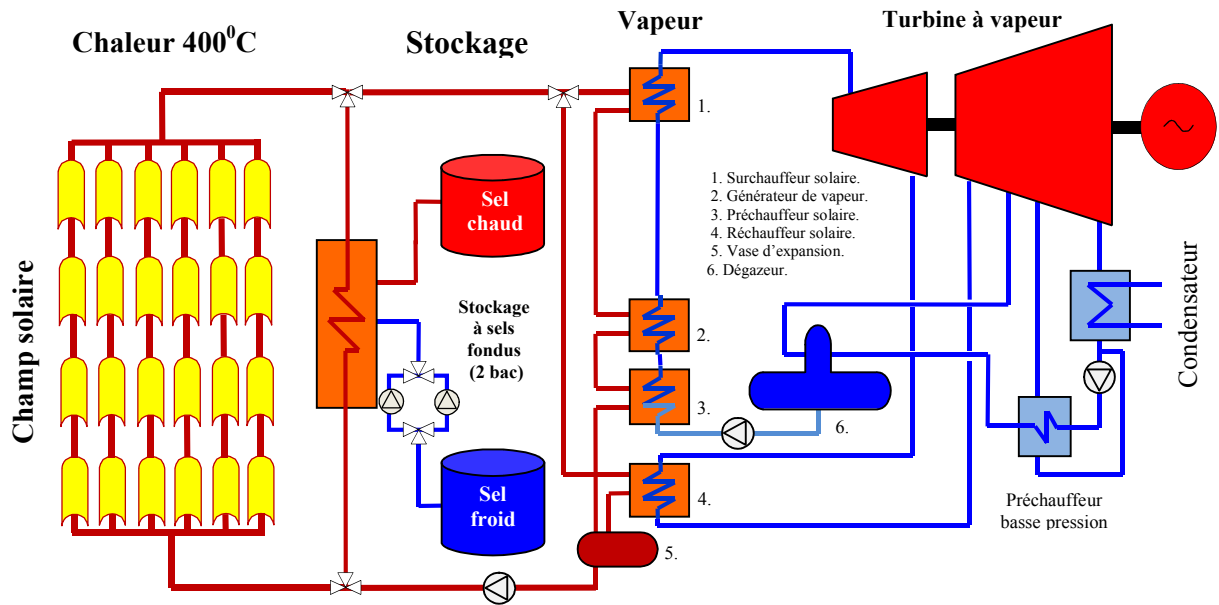 Chaleur 400⁰C
Stockage
Vapeur
Turbine à vapeur
Champ solaire
Sel
chaud
Stockage
à sels
fondus
(2 bac)
Sel
froid
1.
2.
3.
4.
5.
6.
1. Surchauffeur solaire.
2. Générateur de vapeur.
3. Préchauffeur solaire.
4. Réchauffeur solaire.
5. Vase d'expansion.
6. Dégazeur.
Condensateur
Préchauffeur
basse pression